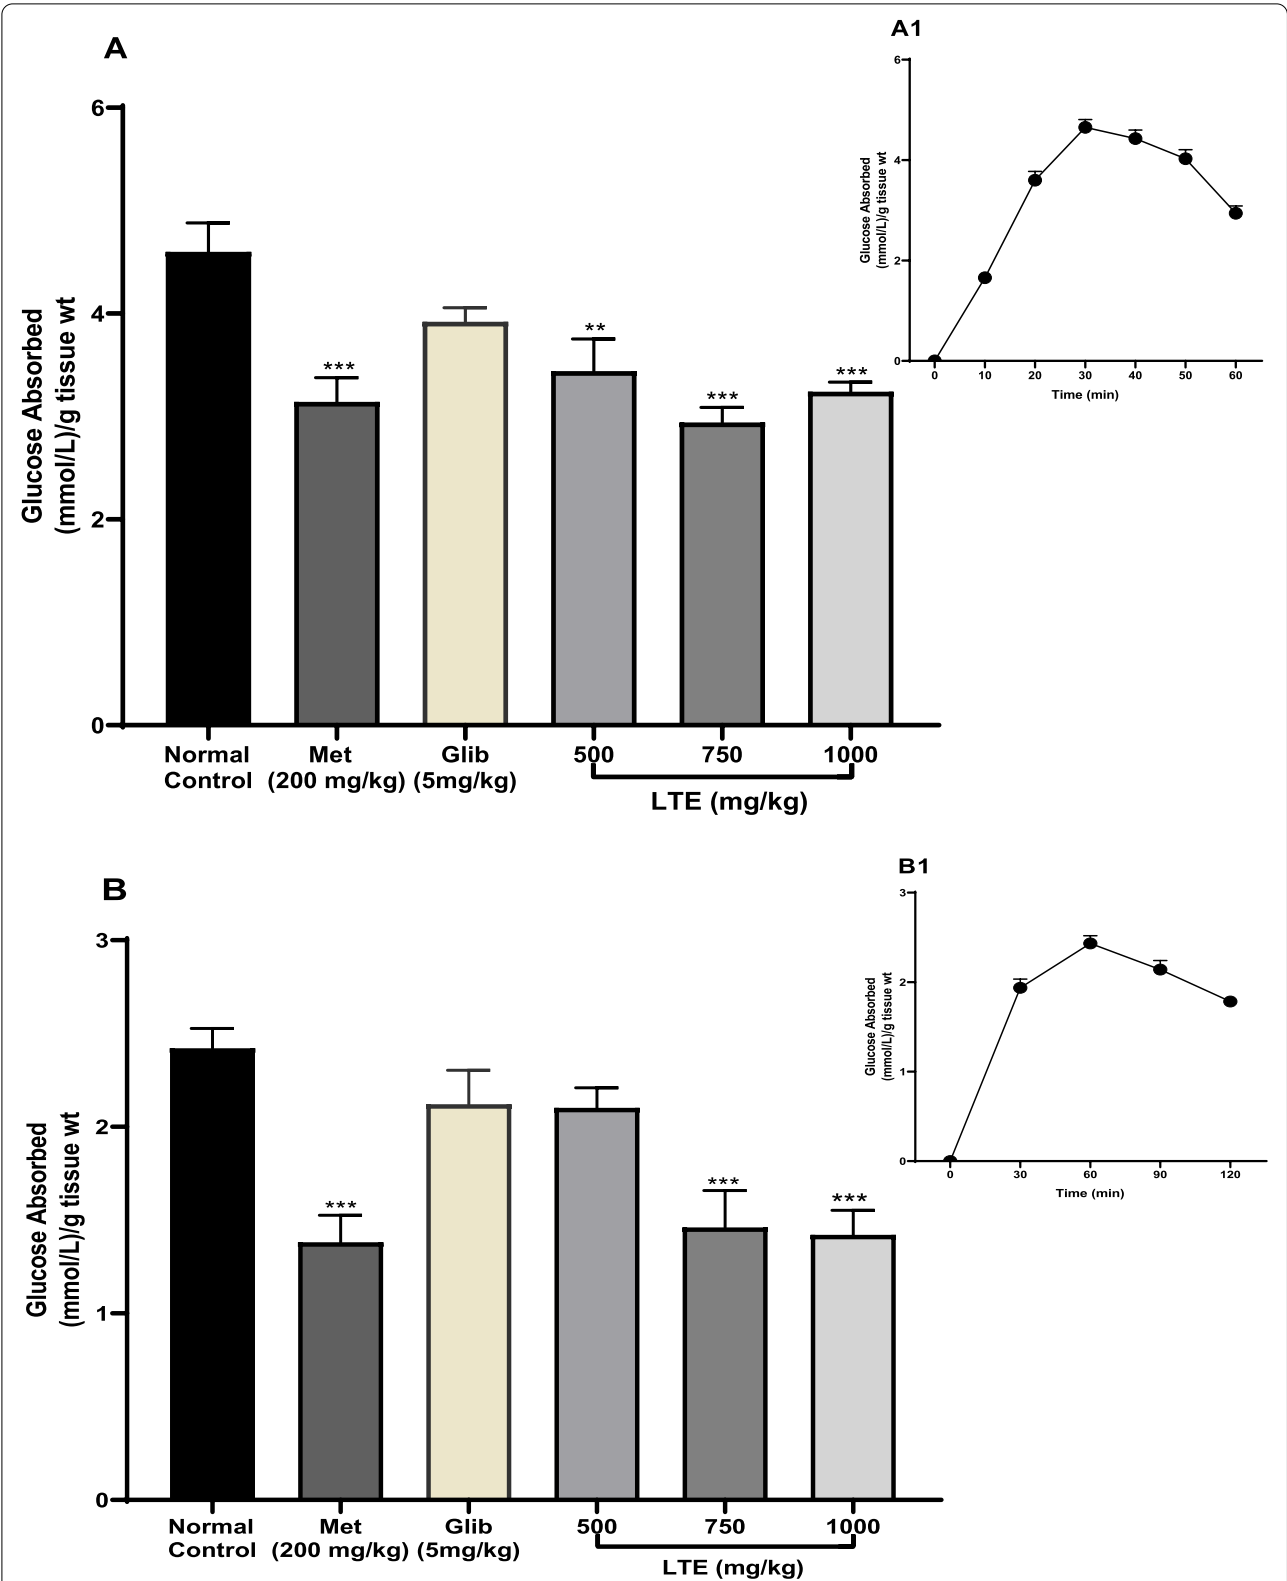 A
Glucose Absorbed
(mmol/L)/g tissue wt
6
4
2
0
***
**
***
***
Normal Control
Met (200 mg/kg)
Glib (5mg/kg)
500
750
1000
LTE (mg/kg)
A1
Glucose Absorbed
(mmol/L)/g tissue wt
6
4
2
0
0 10 20 30 40 50 60
Time (min)
B
Glucose Absorbed
(mmol/L)/g tissue wt
3
2
1
0
***
***
***
Normal Control
Met (200 mg/kg)
Glib (5mg/kg)
500
750
1000
LTE (mg/kg)
B1
Glucose Absorbed
(mmol/L)/g tissue wt
3
2
1
0
0 30 60 90 120
Time (min)